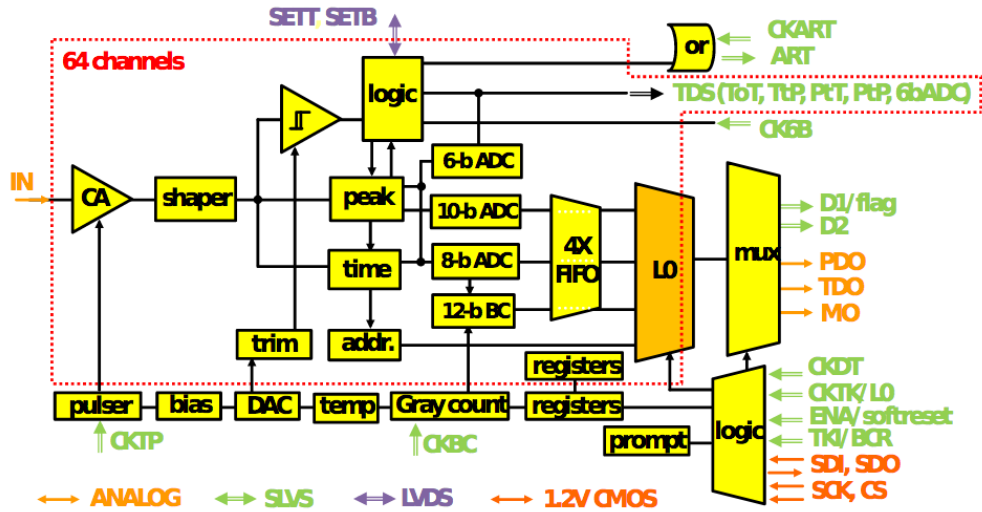 SETT, SETB
64 channels
or
CKART
ART
logic
TDS (ToT, TtP, PtT, PtP, 6bADC)
CK6B
6-b ADC
IN
CA
shaper
peak
10-b ADC
4X
FIFO
L0
mux
D1/flag
D2
time
8-b ADC
PDO
TDO
12-b BC
MO
trim
addr.
registers
CKDT
pulser
bias
DAC
temp
Gray count
registers
logic
CKTK/L0
ENA/softreset
CKTP
CKBC
prompt
TKI/BCR
SDI, SDO
SCK, CS
ANALOG
SLVS
LVDS
1.2V CMOS